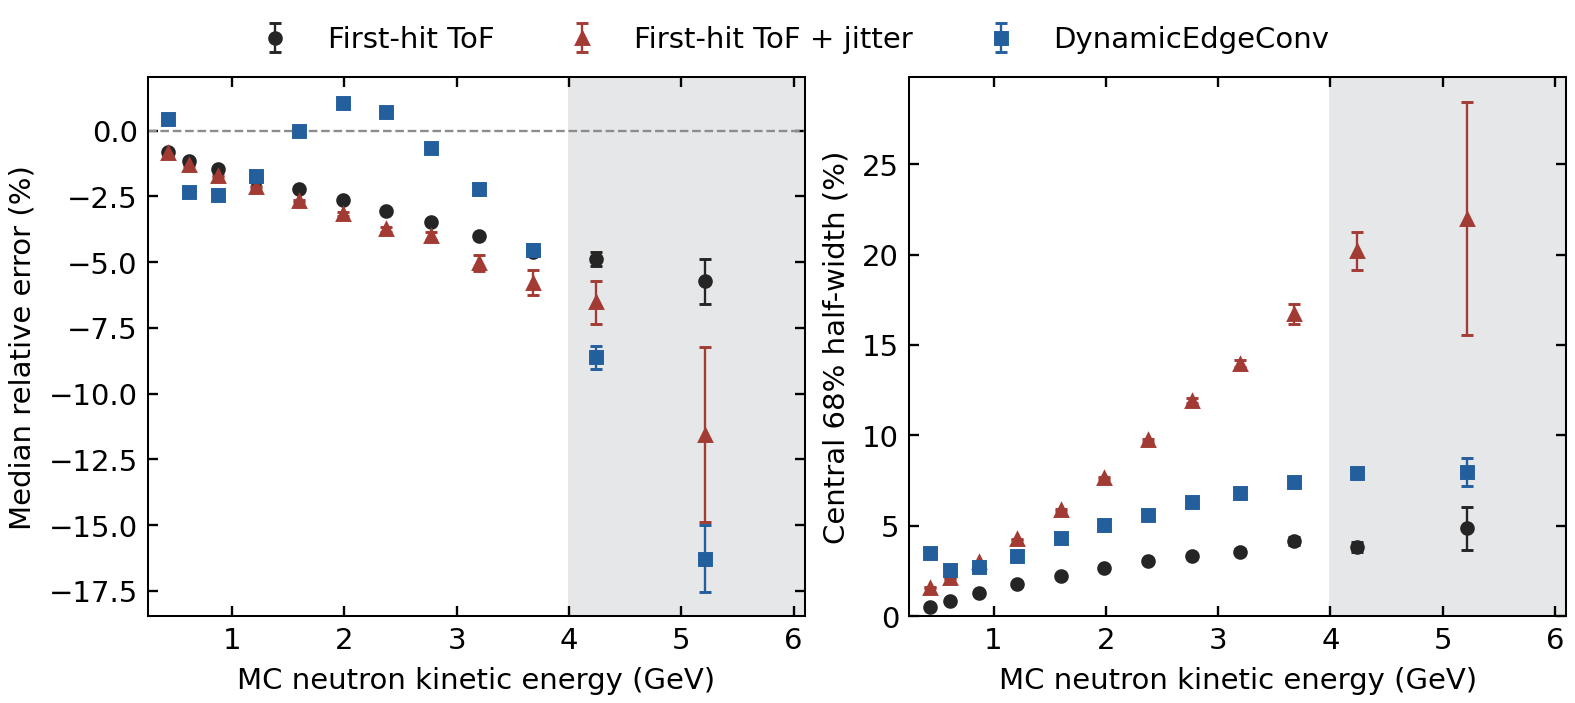 First-hit ToF
First-hit ToF + jitter
DynamicEdgeConv
Median relative error (%)
0.0
−2.5
−5.0
−7.5
−10.0
−12.5
−15.0
−17.5
1 2 3 4 5 6
MC neutron kinetic energy (GeV)
Central 68% half-width (%)
25
20
15
10
5
0
1 2 3 4 5 6
MC neutron kinetic energy (GeV)